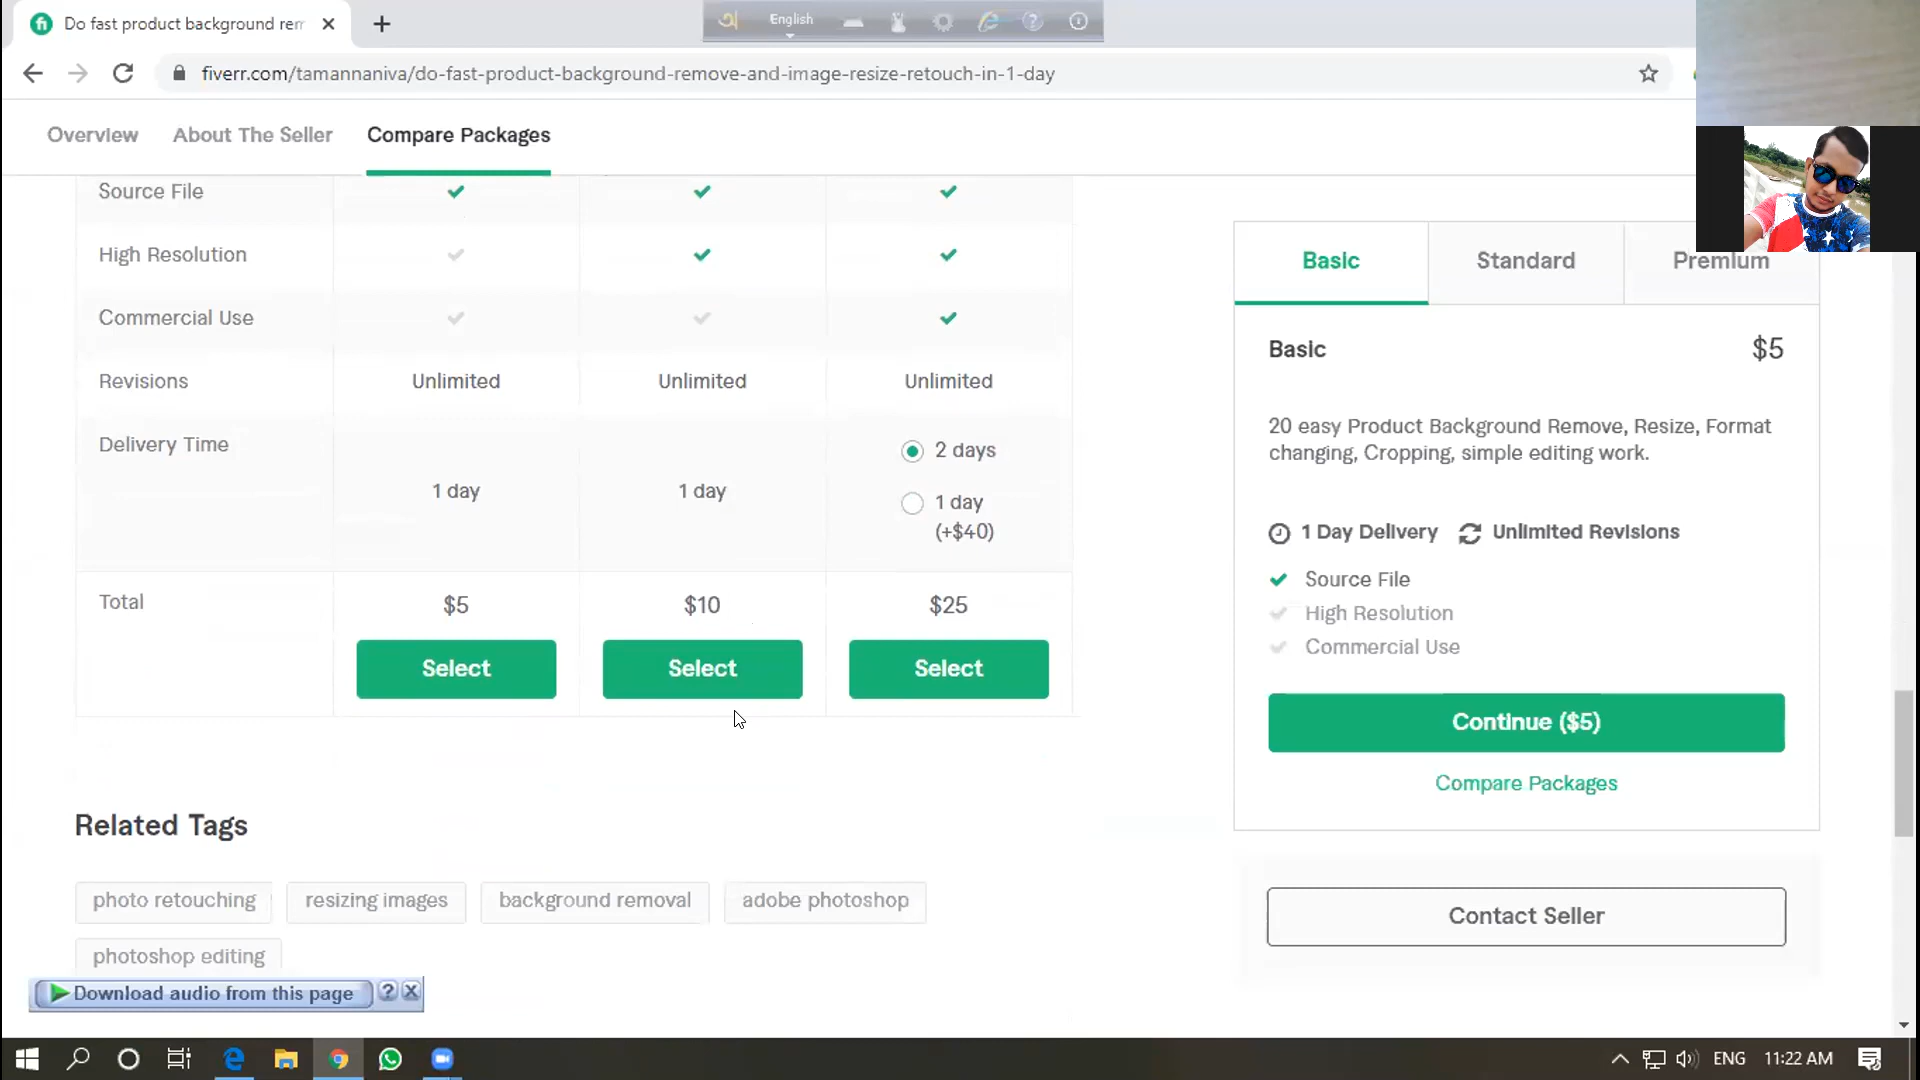 Do fast product background rem
English
fiverr.com/tamannaniva/do-fast-product-background-remove-and-image-resize-retouch-in-1-day
Overview About The Seller Compare Packages
Source File
High Resolution
Commercial Use
Revisions Unlimited Unlimited Unlimited
Delivery Time 1 day 1 day 2 days
1 day
(+$40)
Total $5 $10 $25
Select Select Select
Basic Standard Premium
Basic $5
20 easy Product Background Remove, Resize, Format
changing, Cropping, simple editing work.
1 Day Delivery Unlimited Revisions
Source File
High Resolution
Commercial Use
Continue ($5)
Compare Packages
Contact Seller
Related Tags
photo retouching resizing images background removal adobe photoshop
photoshop editing
Download audio from this page ?
ENG 11:22 AM